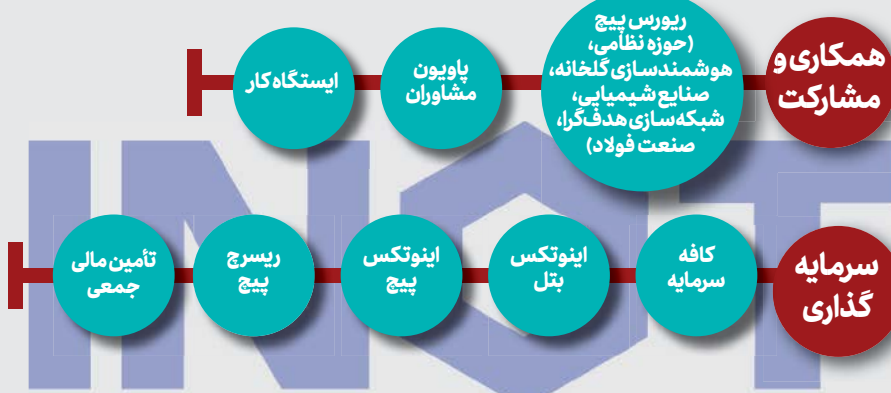 همکاری و
مشارکت
ریورس پیچ
(حوزه نظامی،
هوشمندسازی گلخانه،
صنایع شیمیایی،
شبکه‌سازی هدف‌گرا،
صنعت فولاد)
پاویون
مشاوران
ایستگاه کار
سرمایه
گذاری
کافه
سرمایه
اینوتکس
بتل
اینوتکس
پیچ
ریسرچ
پیچ
تأمین مالی
جمعی
INOT